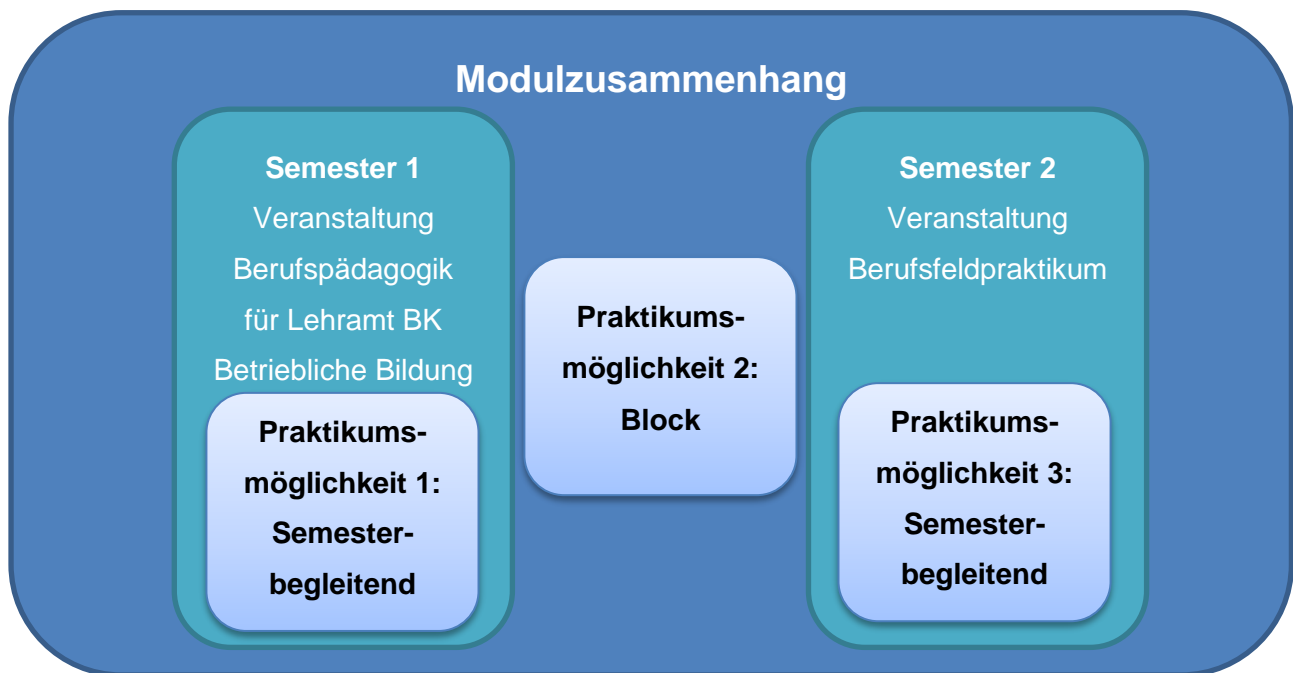 Modulzusammenhang
Semester 1
Veranstaltung
Berufspädagogik
für Lehramt BK
Betriebliche Bildung
Praktikums-
möglichkeit 1:
Semester-
begleitend
Praktikums-
möglichkeit 2:
Block
Semester 2
Veranstaltung
Berufsfeldpraktikum
Praktikums-
möglichkeit 3:
Semester-
begleitend